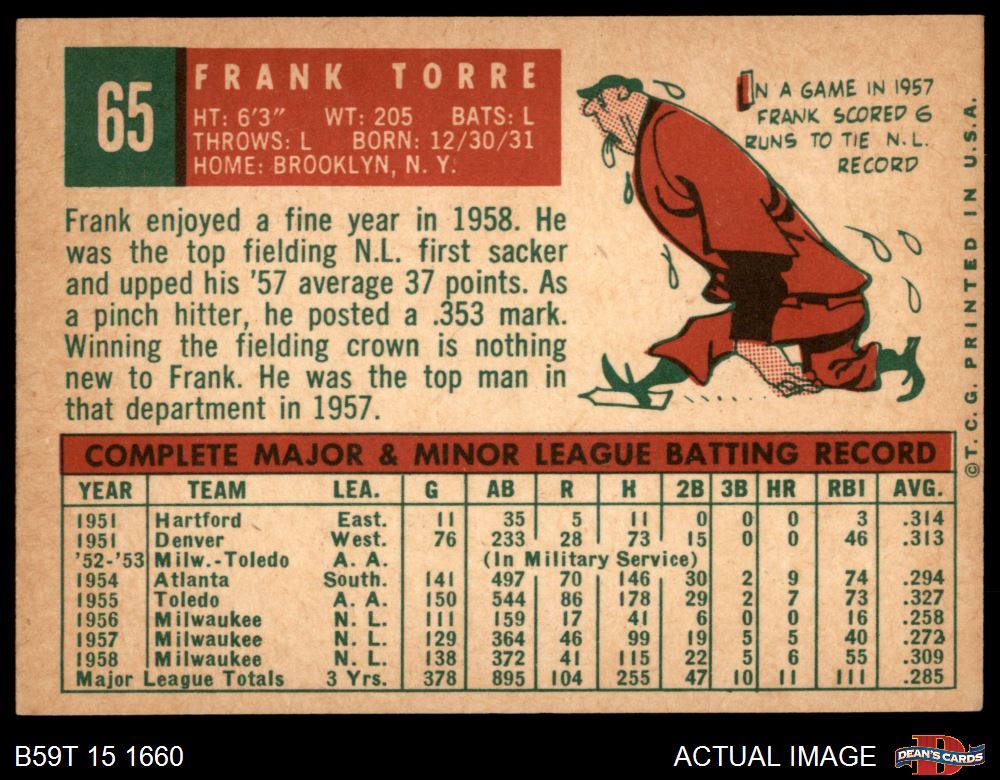 65
FRANK TORRE
HT: 6'3" WT: 205 BATS: L
THROWS: L BORN: 12/30/31
HOME: BROOKLYN, N. Y.
IN A GAME IN 1957
FRANK SCORED 6
RUNS TO TIE N.L.
RECORD
Frank enjoyed a fine year in 1958. He
was the top fielding N.L. first sacker
and upped his '57 average 37 points. As
a pinch hitter, he posted a .353 mark.
Winning the fielding crown is nothing
new to Frank. He was the top man in
that department in 1957.
©T. C. G. PRINTED IN U.S.A.
COMPLETE MAJOR & MINOR LEAGUE BATTING RECORD
YEAR TEAM LEA. G AB R H 2B 3B HR RBI AVG.
1951 Hartford East. 11 35 5 11 0 0 0 3 .314
1951 Denver West. 76 233 28 73 15 0 0 46 .313
'52-'53 Milw.-Toledo A. A. (In Military Service)
1954 Atlanta South. 141 497 70 146 30 2 9 74 .294
1955 Toledo A. A. 150 544 86 178 29 2 7 73 .327
1956 Milwaukee N. L. 111 159 17 41 6 0 0 16 .258
1957 Milwaukee N. L. 129 364 46 99 19 5 5 40 .272
1958 Milwaukee N. L. 138 372 41 115 22 5 6 55 .309
Major League Totals 3 Yrs. 378 895 104 255 47 10 11 111 .285
B59T 15 1660
ACTUAL IMAGE
D
DEAN'S CARDS